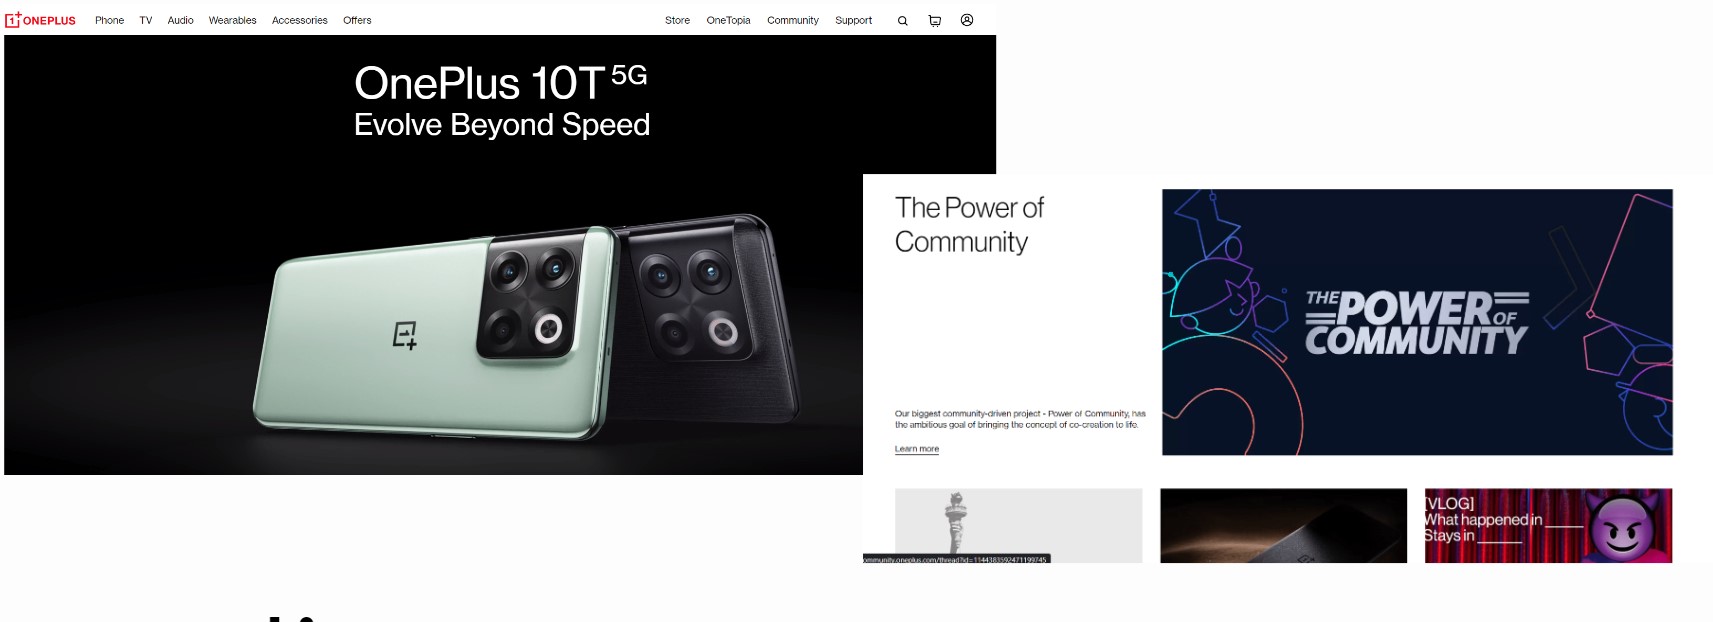 ONEPLUS Phone TV Audio Wearables Accessories Offers Store OneTopia Community Support
OnePlus 10T 5G
Evolve Beyond Speed
The Power of
Community
THE POWER OF
COMMUNITY
Our biggest community-driven project - Power of Community, has
the ambitious goal of bringing the concept of co-creation to life.
Learn more
[VLOG]
What happened in _____
Stays in ______
ommunity.oneplus.com/thread?id=1144383592471199745